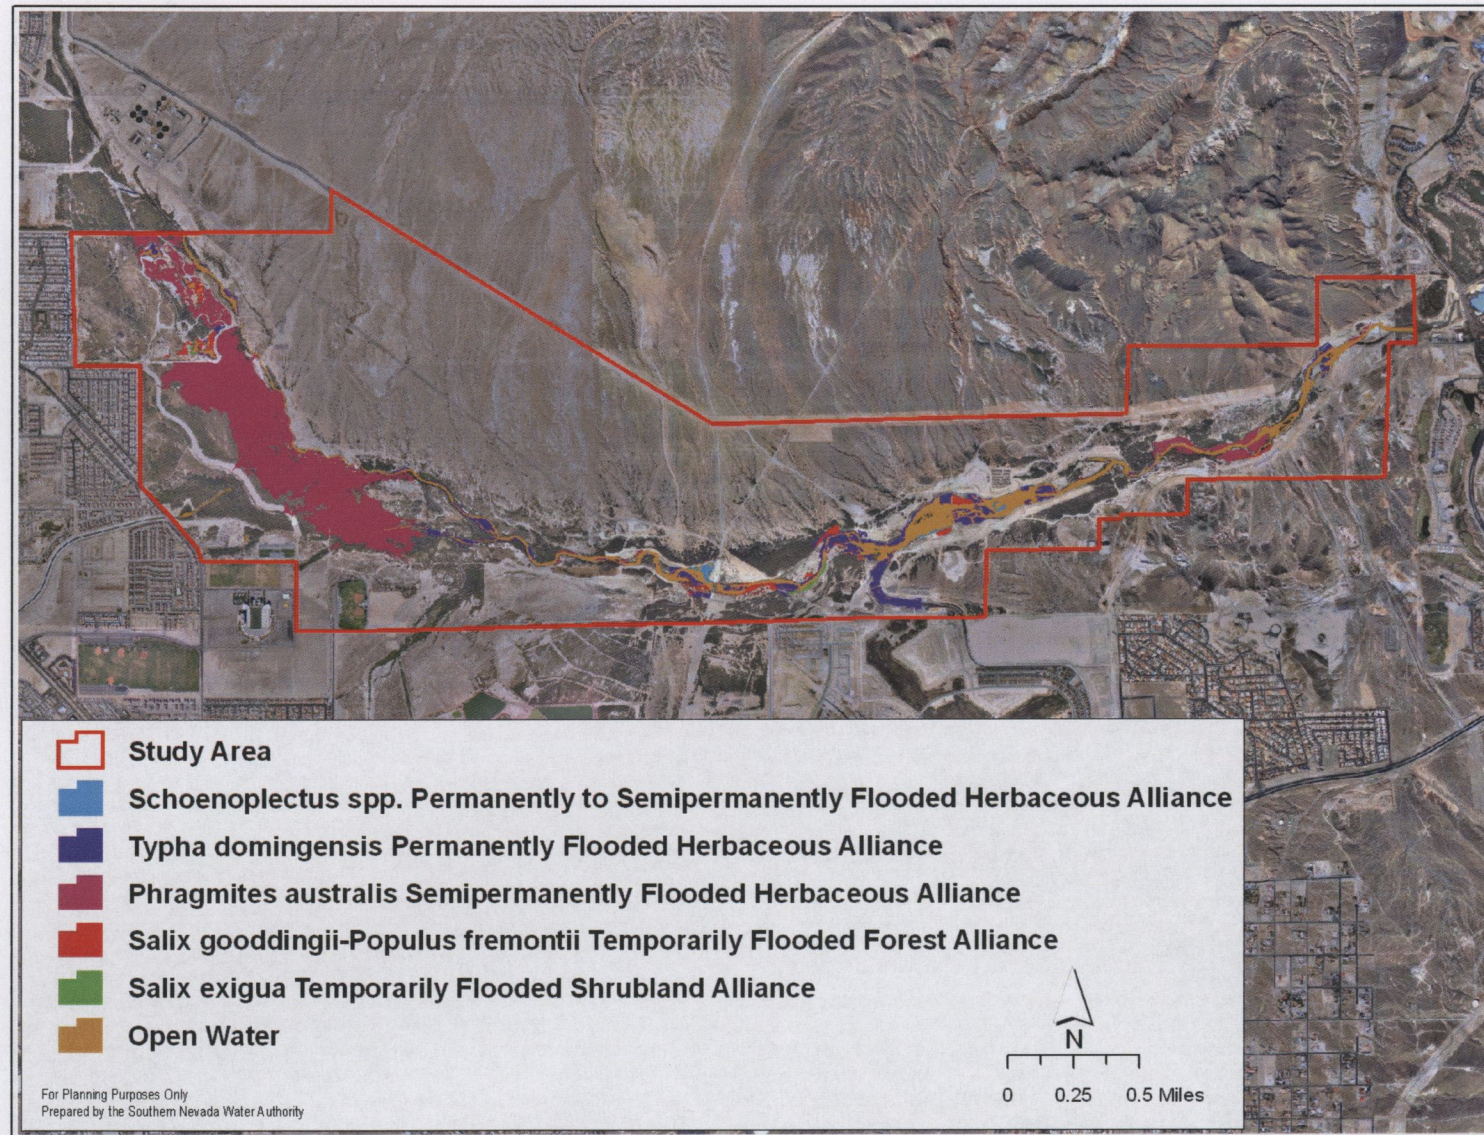 Study Area
Schoenoplectus spp. Permanently to Semipermanently Flooded Herbaceous Alliance
Typha domingensis Permanently Flooded Herbaceous Alliance
Phragmites australis Semipermanently Flooded Herbaceous Alliance
Salix gooddingii-Populus fremontii Temporarily Flooded Forest Alliance
Salix exigua Temporarily Flooded Shrubland Alliance
Open Water
N
0 0.25 0.5 Miles
For Planning Purposes Only
Prepared by the Southern Nevada Water Authority